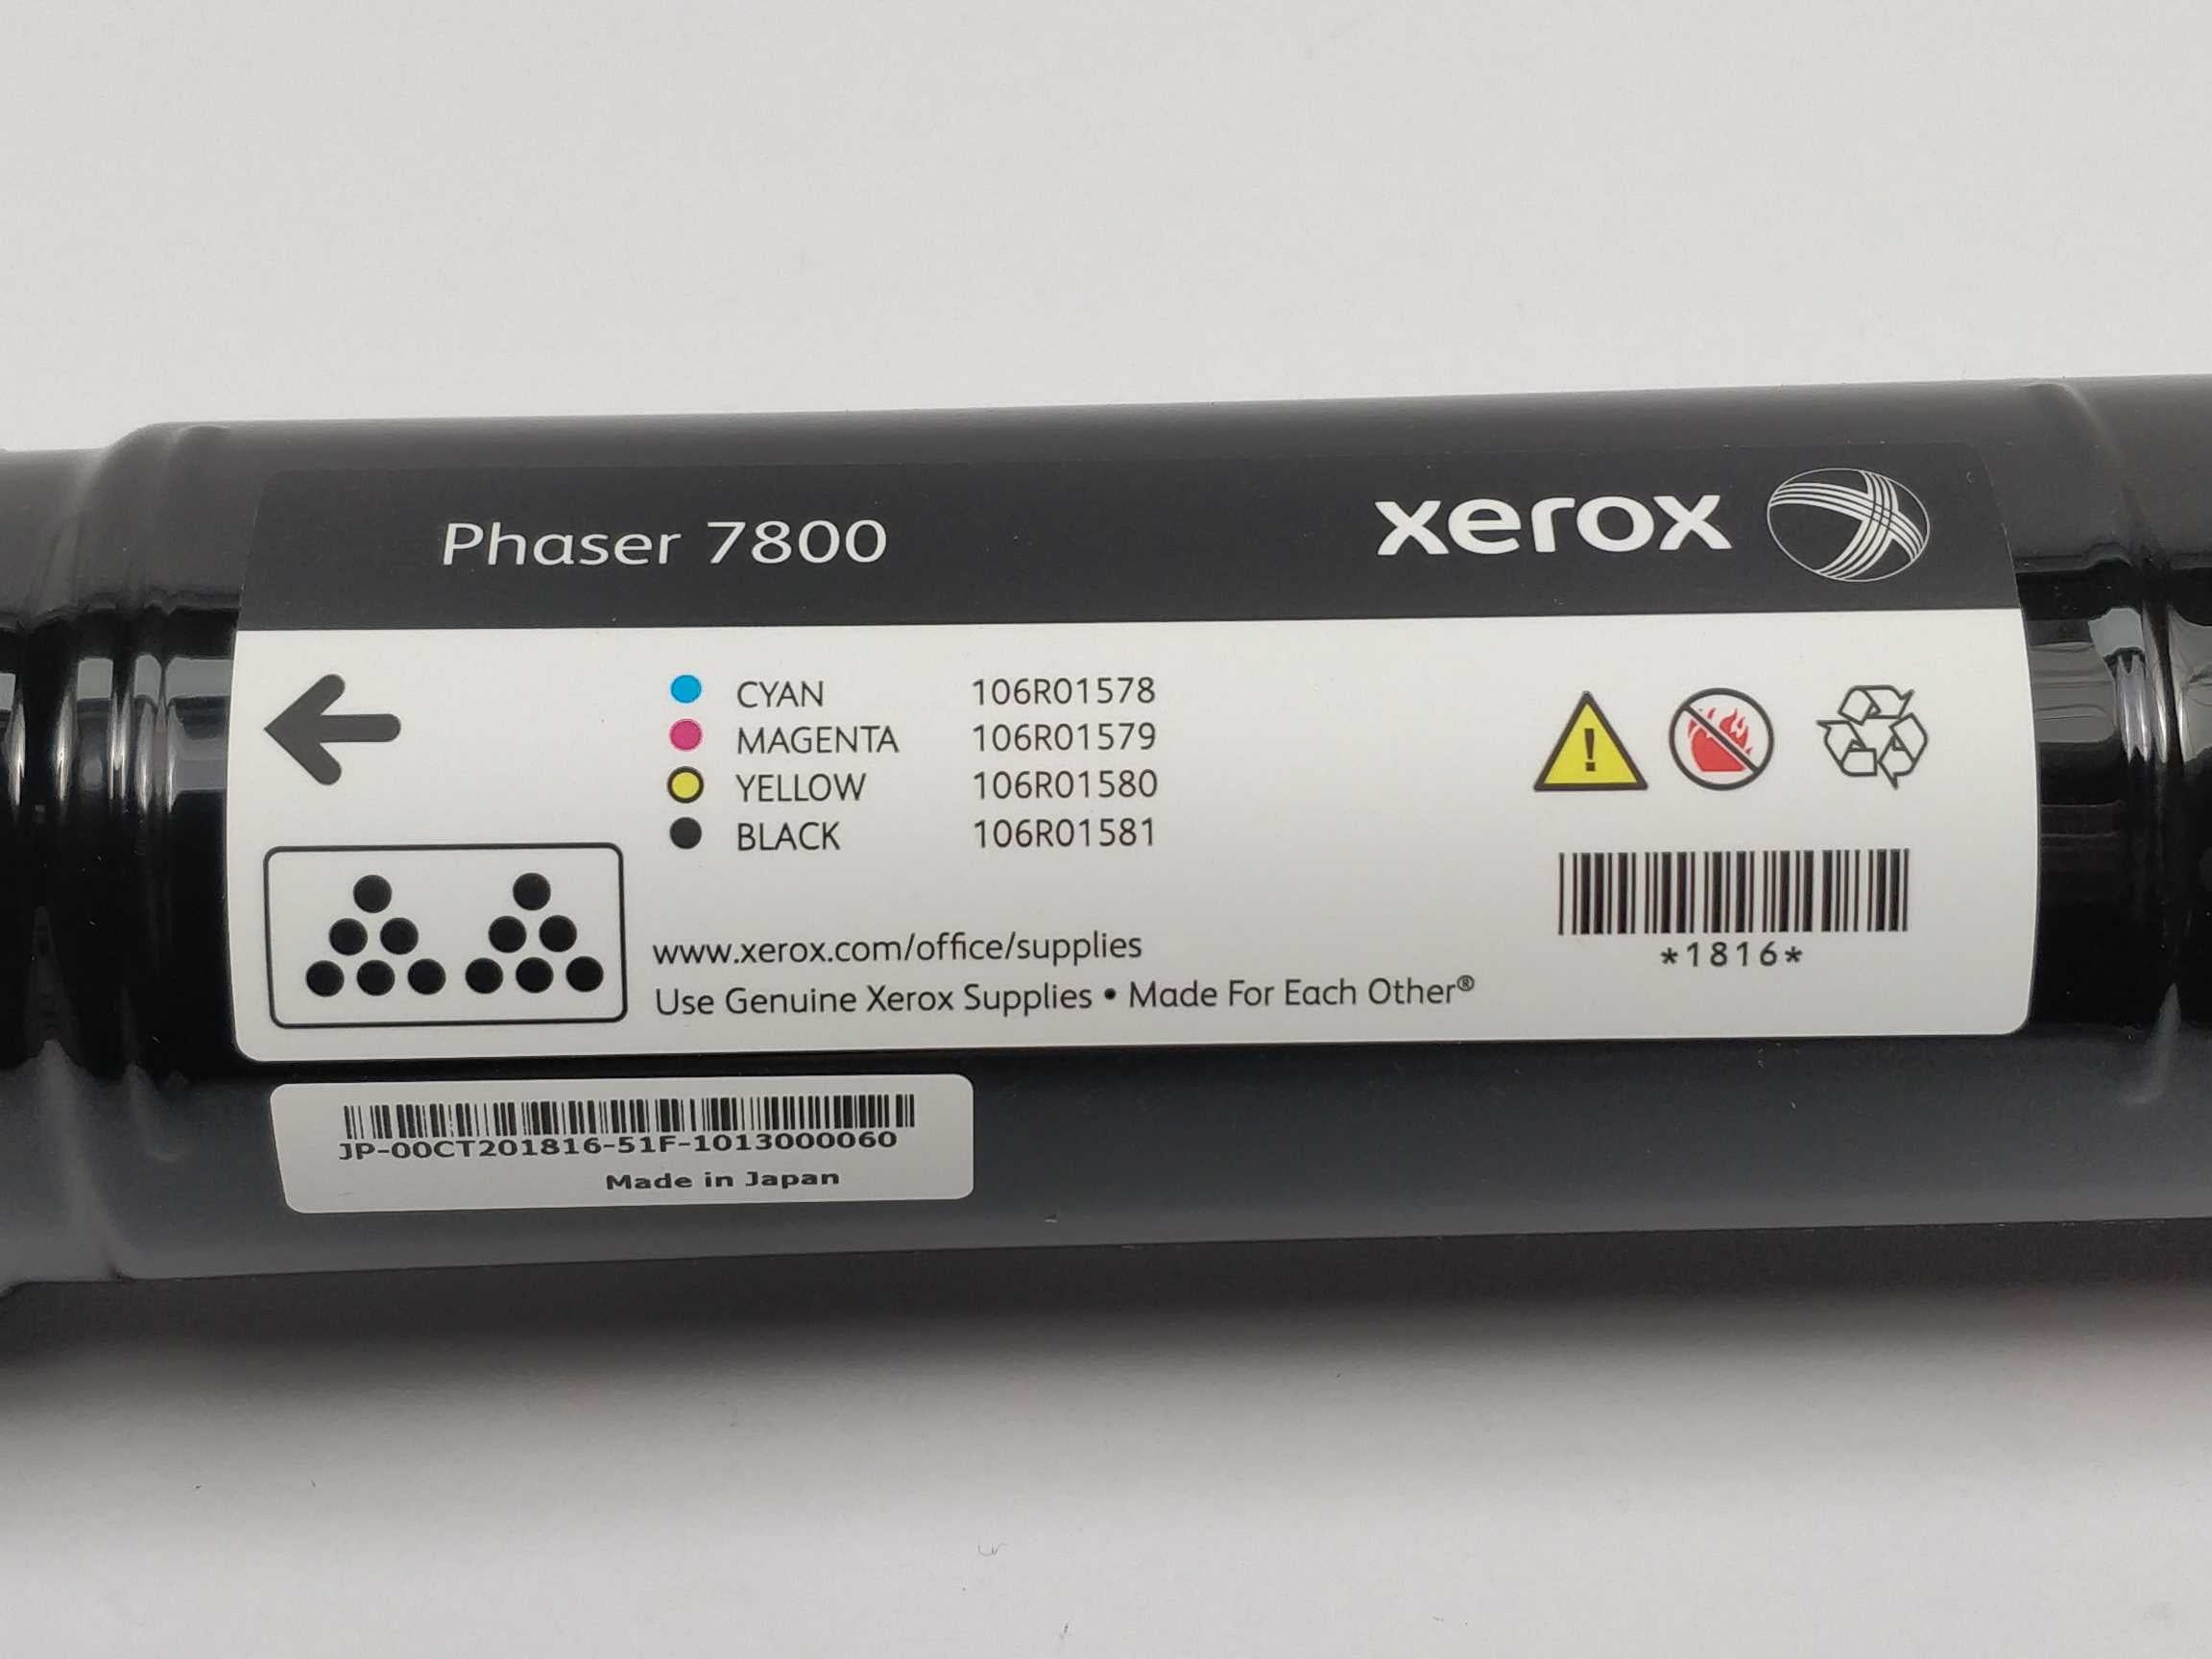 Phaser 7800
xerox
CYAN 106R01578
MAGENTA 106R01579
YELLOW 106R01580
BLACK 106R01581
www.xerox.com/office/supplies
Use Genuine Xerox Supplies • Made For Each Other®
*1816*
JP-00CT201816-51F-1013000060
Made in Japan